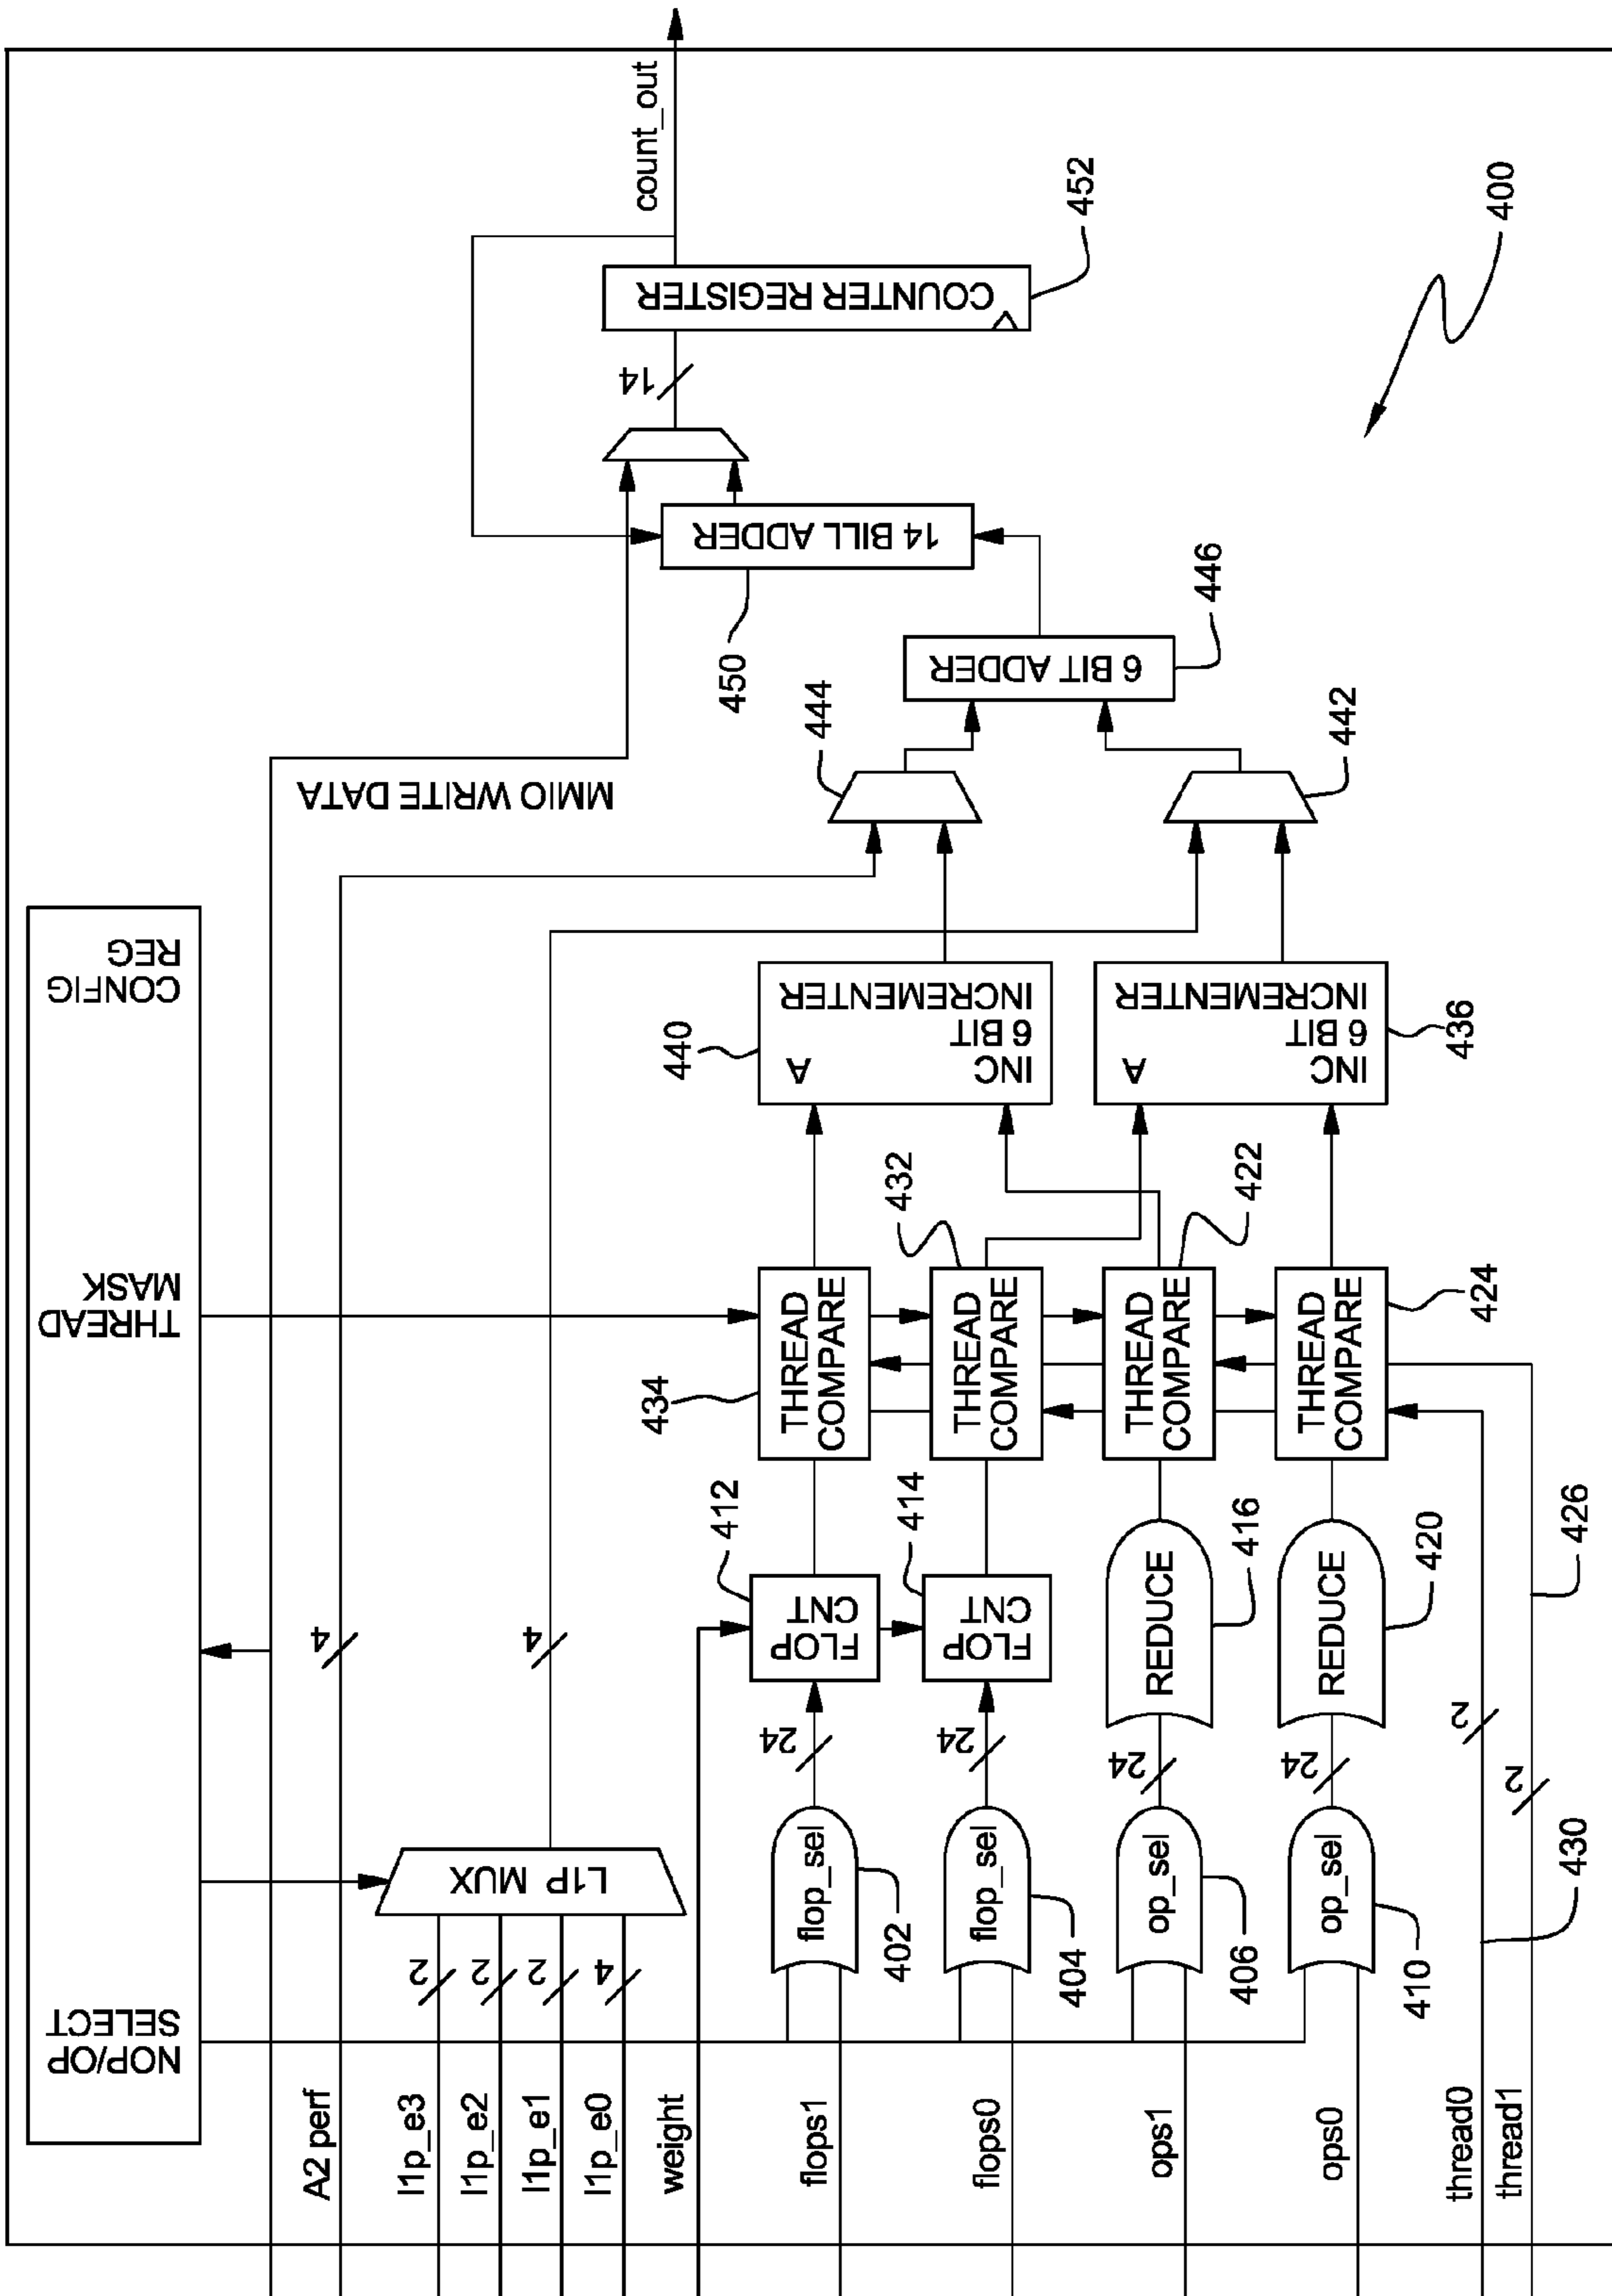 NOP/OP
SELECT
THREAD
MASK
CONFIG
REG
A2 perf
4
MMIO WRITE DATA
count_out
l1p_e3
l1p_e2
l1p_e1
l1p_e0
2
2
2
4
L1P MUX
4
weight
flops1
flop_sel
402
24
FLOP
CNT
412
THREAD
COMPARE
434
A
INC
6 BIT
INCREMENTER
440
444
flops0
flop_sel
404
24
FLOP
CNT
414
THREAD
COMPARE
432
ops1
op_sel
406
24
REDUCE
416
THREAD
COMPARE
422
A
INC
6 BIT
INCREMENTER
436
442
ops0
op_sel
410
24
REDUCE
420
THREAD
COMPARE
424
6 BIT ADDER
446
14 BILL ADDER
450
14
COUNTER REGISTER
452
thread0
thread1
2
2
430
426
400